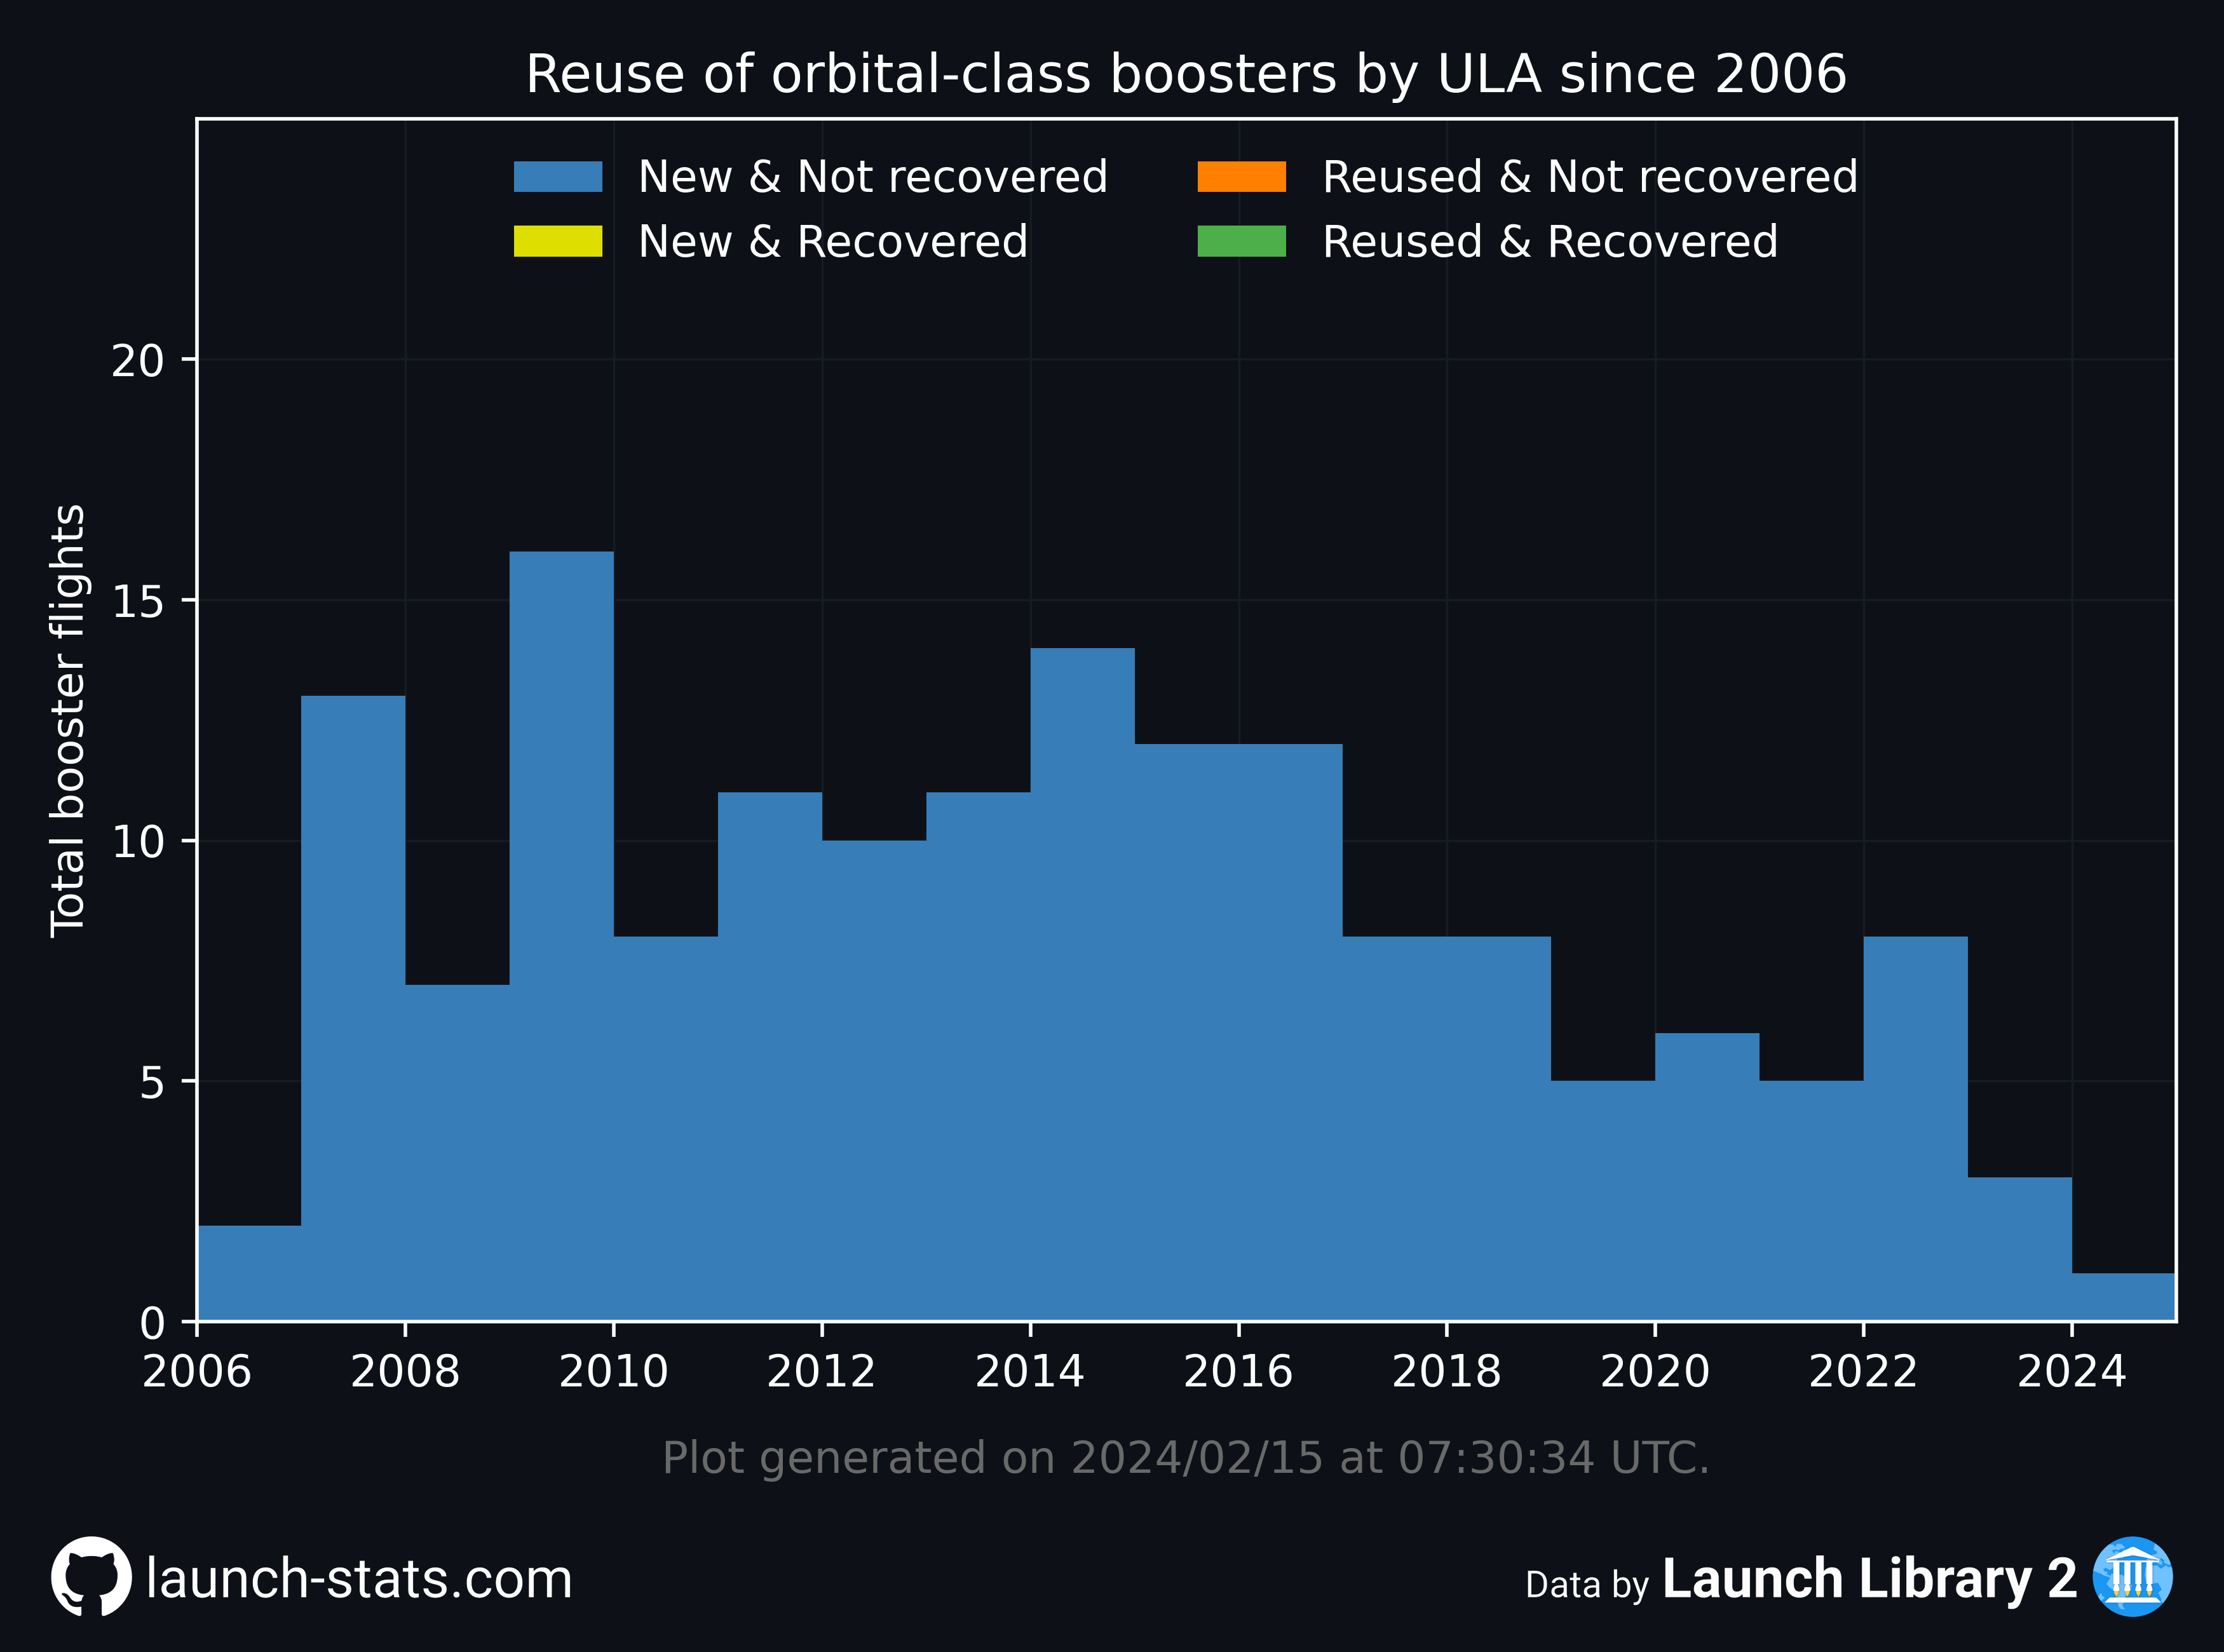 Reuse of orbital-class boosters by ULA since 2006
New & Not recovered
New & Recovered
Reused & Not recovered
Reused & Recovered
Total booster flights
20
15
10
5
0
2006 2008 2010 2012 2014 2016 2018 2020 2022 2024
Plot generated on 2024/02/15 at 07:30:34 UTC.
launch-stats.com
Data by Launch Library 2